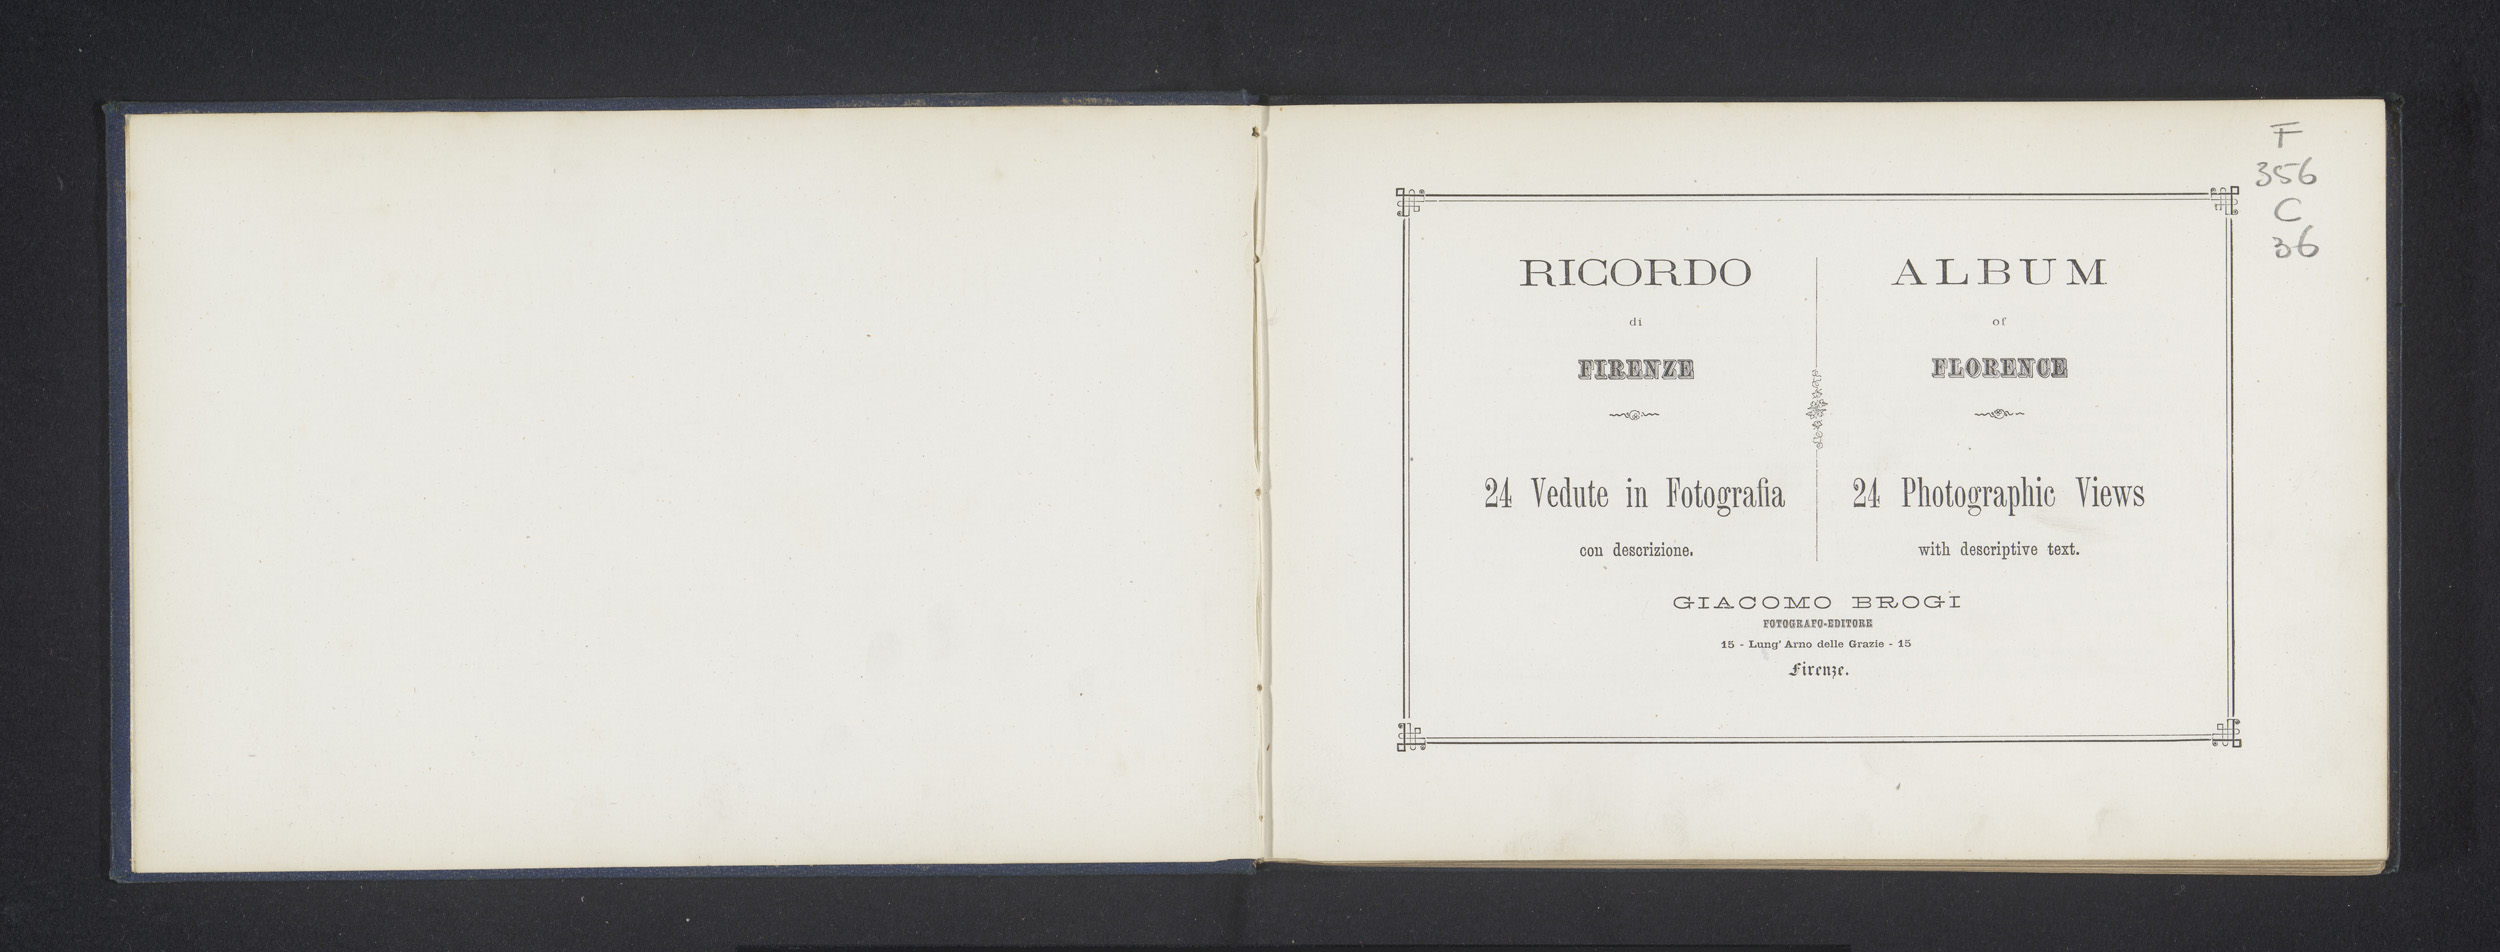 F
356
C
36
RICORDO
di
FIRENZE
24 Vedute in Fotografia
con descrizione.
ALBUM
of
FLORENCE
24 Photographic Views
with descriptive text.
GIACOMO BROGI
FOTOGRAFO-EDITORE
15 - Lung' Arno delle Grazie - 15
Firenze.